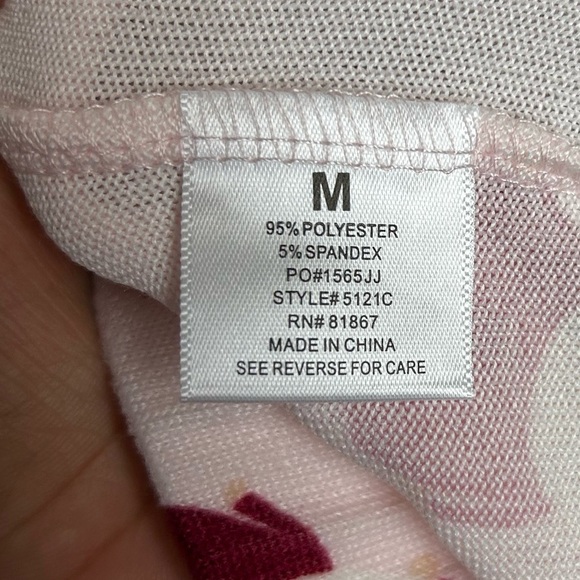 M
95% POLYESTER
5% SPANDEX
PO#1565JJ
STYLE# 5121C
RN# 81867
MADE IN CHINA
SEE REVERSE FOR CARE